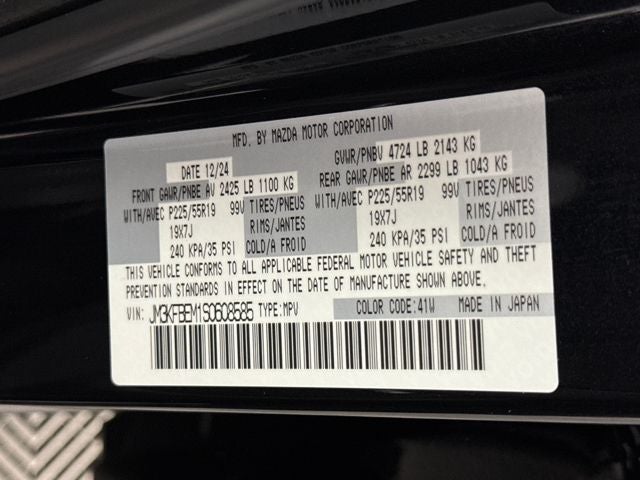 MFD. BY MAZDA MOTOR CORPORATION
DATE 12/24 GVWR/PNBV 4724 LB 2143 KG
FRONT GAWR/PNBE AV 2425 LB 1100 KG REAR GAWR/PNBE AR 2299 LB 1043 KG
WITH/AVEC P225/55R19 99V TIRES/PNEUS WITH/AVEC P225/55R19 99V TIRES/PNEUS
19X7J RIMS/JANTES 19X7J RIMS/JANTES
240 KPA/35 PSI COLD/A FROID 240 KPA/35 PSI COLD/A FROID
THIS VEHICLE CONFORMS TO ALL APPLICABLE FEDERAL MOTOR VEHICLE SAFETY AND THEFT
PREVENTION STANDARDS IN EFFECT ON THE DATE OF MANUFACTURE SHOWN ABOVE.
VIN: JM3KFBEM1S0608585 TYPE:MPV COLOR CODE:41W MADE IN JAPAN